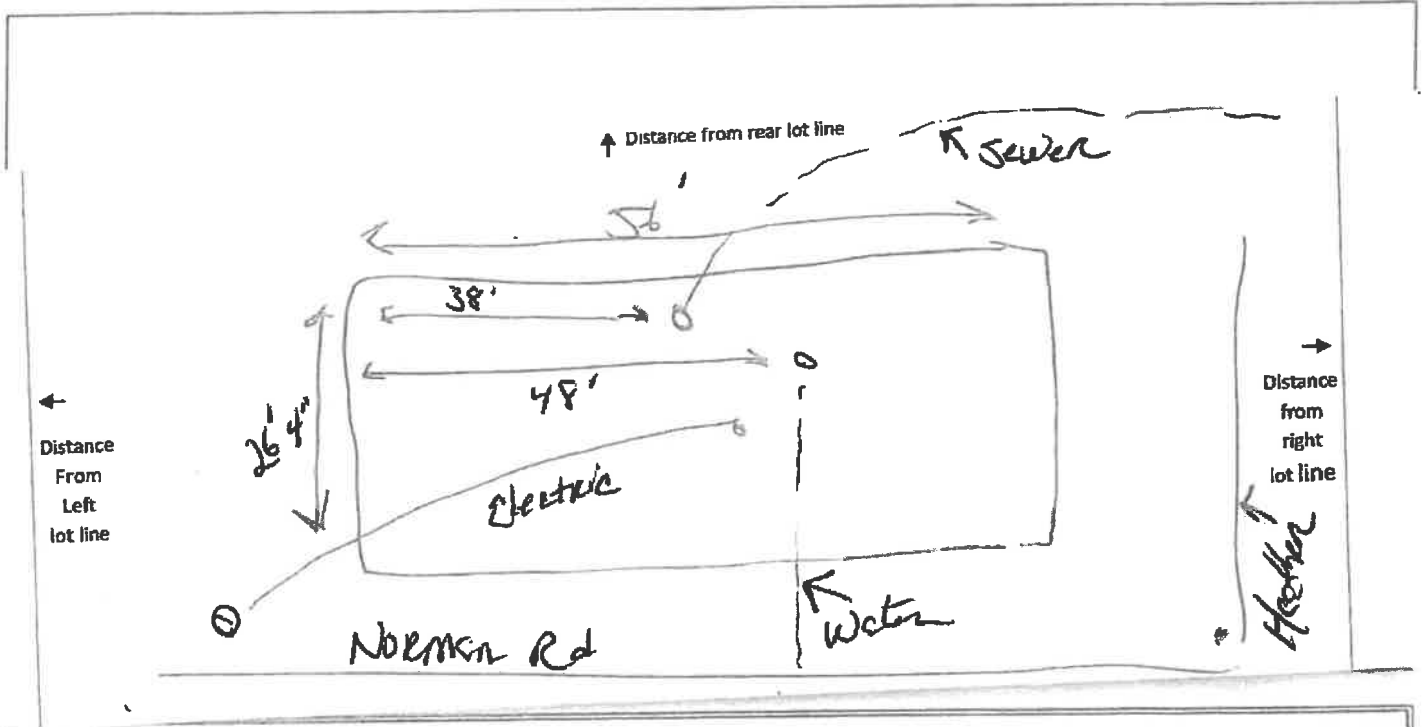 Distance from rear lot line
Sewer
56'
38'
48'
26' 4"
Electric
Distance
From
Left
lot line
Distance
from
right
lot line
Heather
Water
Norman Rd